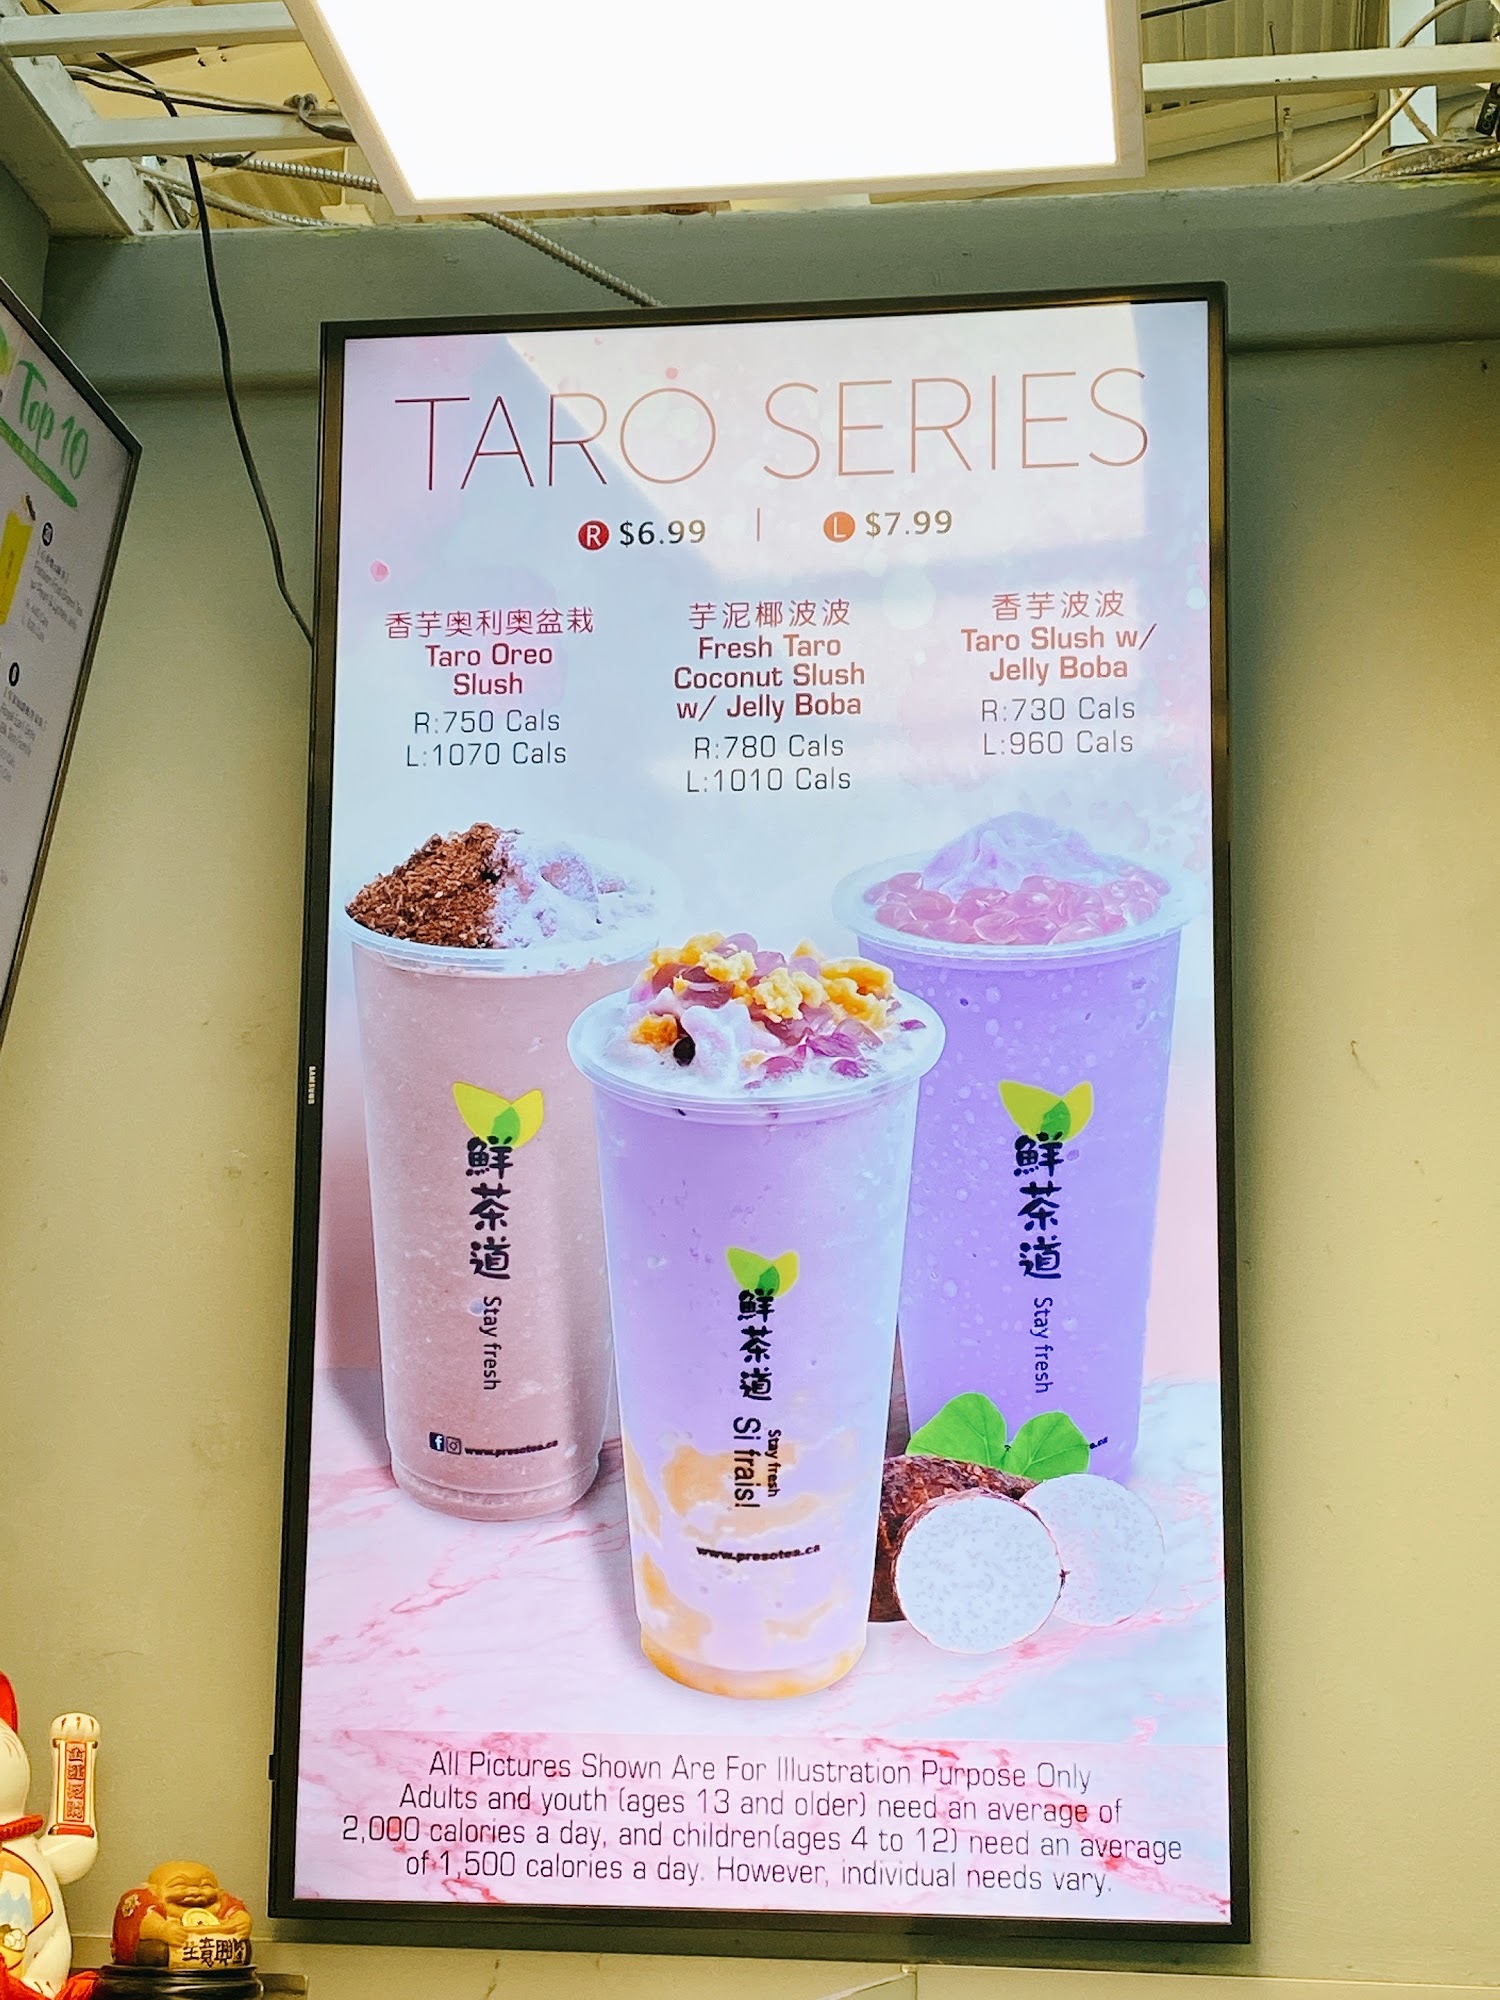 TARO SERIES
R $6.99 | L $7.99
香芋奧利奧盆栽
Taro Oreo
Slush
R:750 Cals
L:1070 Cals
芋泥椰波波
Fresh Taro
Coconut Slush
w/ Jelly Boba
R:780 Cals
L:1010 Cals
香芋波波
Taro Slush w/
Jelly Boba
R:730 Cals
L:960 Cals
鮮茶道
Stay fresh
www.presotea.ca
鮮茶道
Stay fresh
Si frais!
www.presotea.ca
鮮茶道
Stay fresh
All Pictures Shown Are For Illustration Purpose Only
Adults and youth (ages 13 and older) need an average of
2,000 calories a day, and children(ages 4 to 12) need an average
of 1,500 calories a day. However, individual needs vary.
Top 10
SAMSUNG